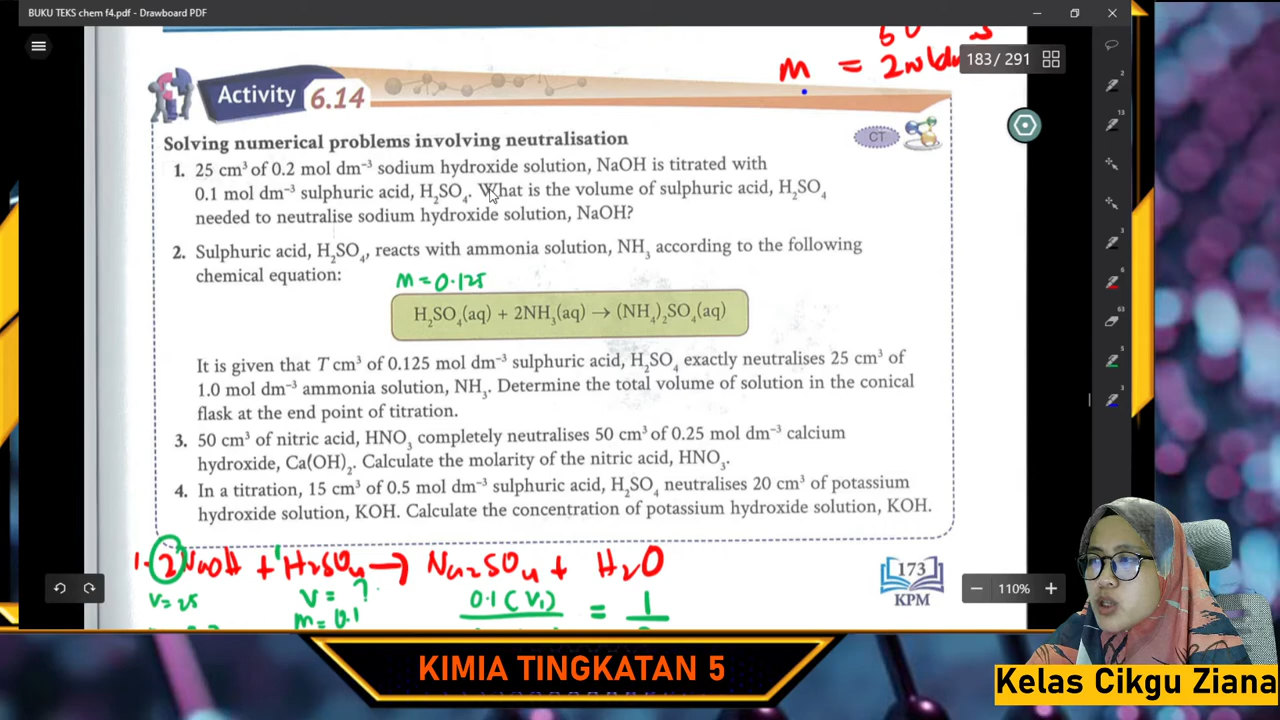 BUKU TEKS chem f4.pdf - Drawboard PDF
183 / 291
m = 2
Activity 6.14
CT
Solving numerical problems involving neutralisation
1. 25 cm³ of 0.2 mol dm⁻³ sodium hydroxide solution, NaOH is titrated with
0.1 mol dm⁻³ sulphuric acid, H₂SO₄. What is the volume of sulphuric acid, H₂SO₄
needed to neutralise sodium hydroxide solution, NaOH?
2. Sulphuric acid, H₂SO₄, reacts with ammonia solution, NH₃ according to the following
chemical equation:
M = 0.125
H₂SO₄(aq) + 2NH₃(aq) → (NH₄)₂SO₄(aq)
It is given that T cm³ of 0.125 mol dm⁻³ sulphuric acid, H₂SO₄ exactly neutralises 25 cm³ of
1.0 mol dm⁻³ ammonia solution, NH₃. Determine the total volume of solution in the conical
flask at the end point of titration.
3. 50 cm³ of nitric acid, HNO₃ completely neutralises 50 cm³ of 0.25 mol dm⁻³ calcium
hydroxide, Ca(OH)₂. Calculate the molarity of the nitric acid, HNO₃.
4. In a titration, 15 cm³ of 0.5 mol dm⁻³ sulphuric acid, H₂SO₄ neutralises 20 cm³ of potassium
hydroxide solution, KOH. Calculate the concentration of potassium hydroxide solution, KOH.
1. 2NaOH + H₂SO₄ → Na₂SO₄ + H₂O
V = 25 V = ? 0.1 (V₁) = 1
M = 0.1
173
KPM
110%
KIMIA TINGKATAN 5
Kelas Cikgu Ziana